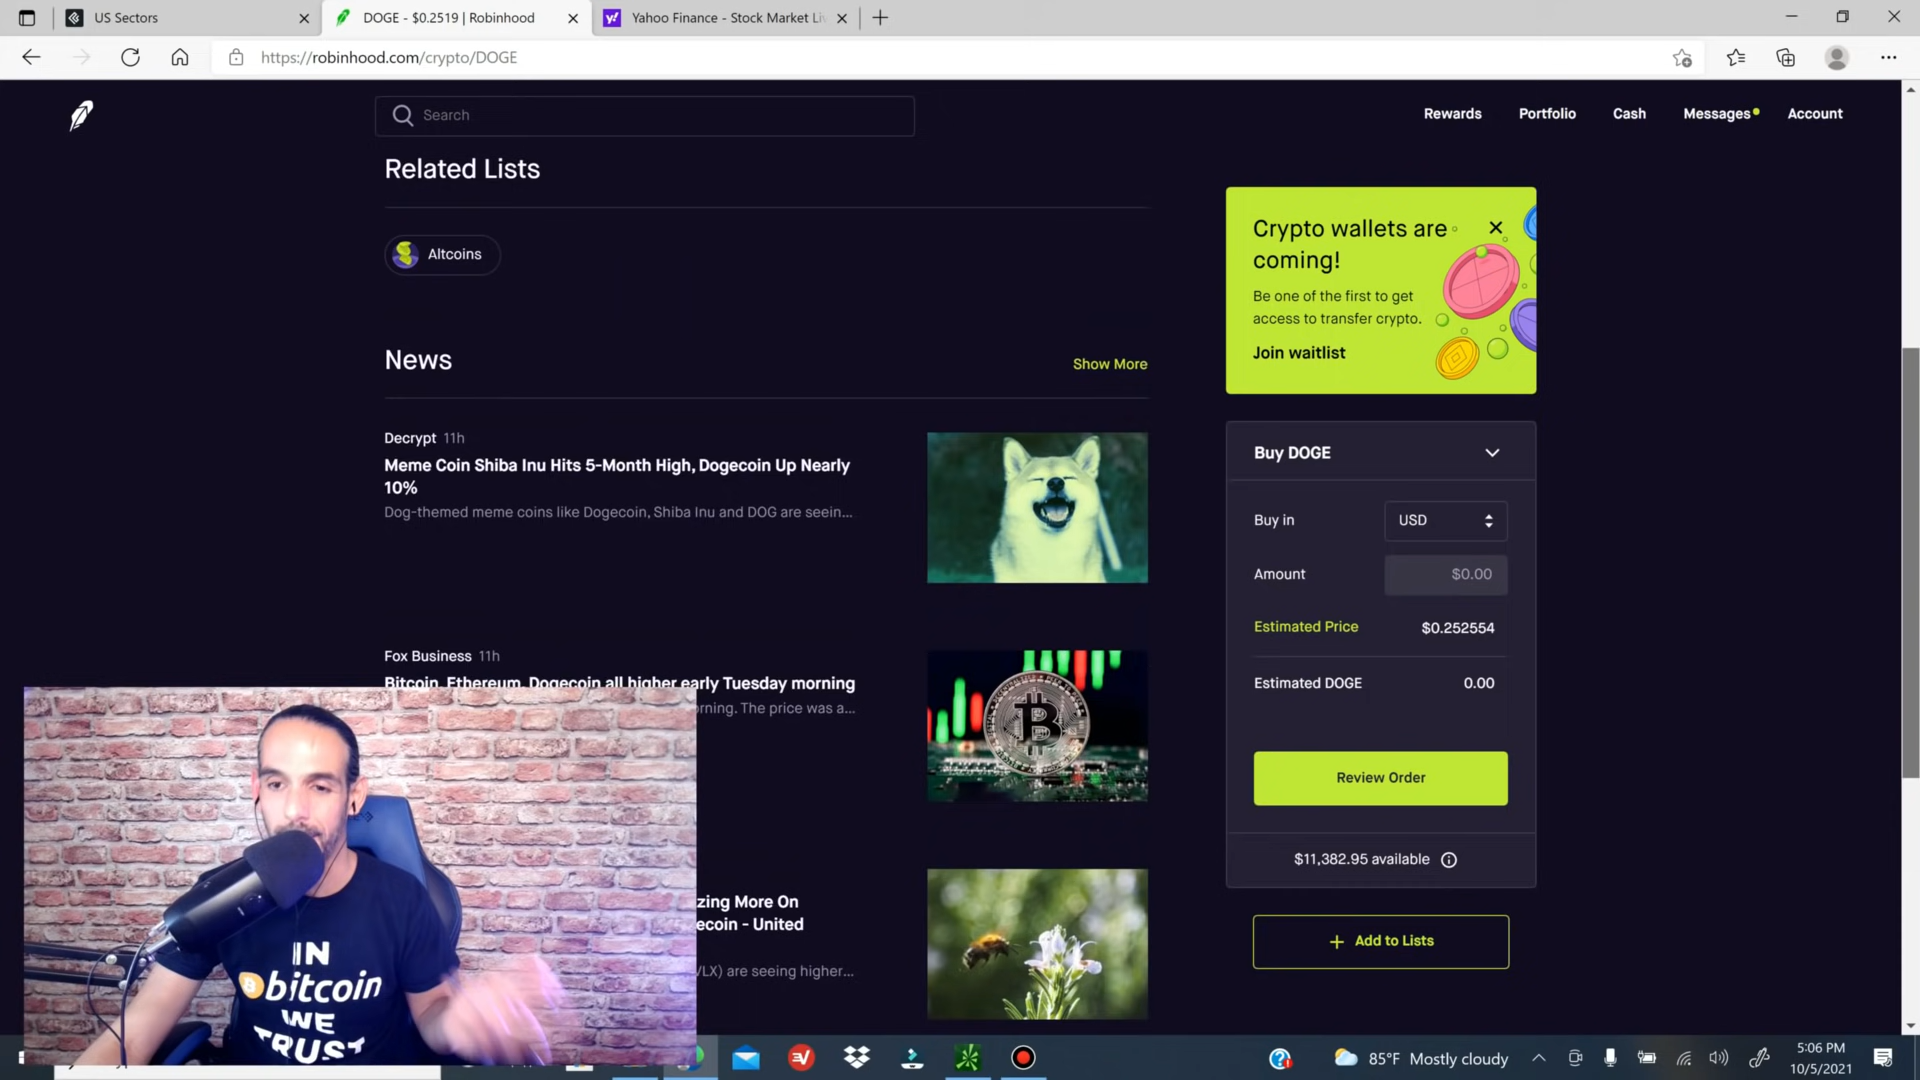 US Sectors
DOGE - $0.2519 | Robinhood
Yahoo Finance - Stock Market Li
https://robinhood.com/crypto/DOGE
Search
Rewards
Portfolio
Cash
Messages
Account
Related Lists
Altcoins
News
Show More
Decrypt 11h
Meme Coin Shiba Inu Hits 5-Month High, Dogecoin Up Nearly
10%
Dog-themed meme coins like Dogecoin, Shiba Inu and DOG are seein...
Fox Business 11h
Bitcoin, Ethereum, Dogecoin all higher early Tuesday morning
rning. The price was a...
zing More On
ecoin - United
/LX) are seeing higher...
Crypto wallets are
coming!
Be one of the first to get
access to transfer crypto.
Join waitlist
Buy DOGE
Buy in
USD
Amount
$0.00
Estimated Price
$0.252554
Estimated DOGE
0.00
Review Order
$11,382.95 available
+ Add to Lists
IN
bitcoin
WE
TRUST
85°F Mostly cloudy
5:06 PM
10/5/2021